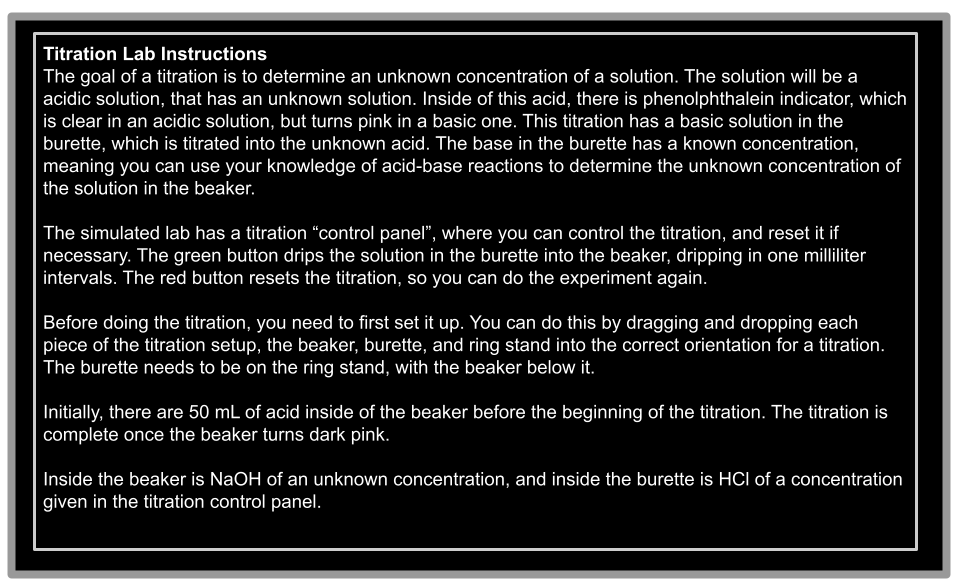 Titration Lab Instructions
The goal of a titration is to determine an unknown concentration of a solution. The solution will be a
acidic solution, that has an unknown solution. Inside of this acid, there is phenolphthalein indicator, which
is clear in an acidic solution, but turns pink in a basic one. This titration has a basic solution in the
burette, which is titrated into the unknown acid. The base in the burette has a known concentration,
meaning you can use your knowledge of acid-base reactions to determine the unknown concentration of
the solution in the beaker.
The simulated lab has a titration “control panel”, where you can control the titration, and reset it if
necessary. The green button drips the solution in the burette into the beaker, dripping in one milliliter
intervals. The red button resets the titration, so you can do the experiment again.
Before doing the titration, you need to first set it up. You can do this by dragging and dropping each
piece of the titration setup, the beaker, burette, and ring stand into the correct orientation for a titration.
The burette needs to be on the ring stand, with the beaker below it.
Initially, there are 50 mL of acid inside of the beaker before the beginning of the titration. The titration is
complete once the beaker turns dark pink.
Inside the beaker is NaOH of an unknown concentration, and inside the burette is HCl of a concentration
given in the titration control panel.